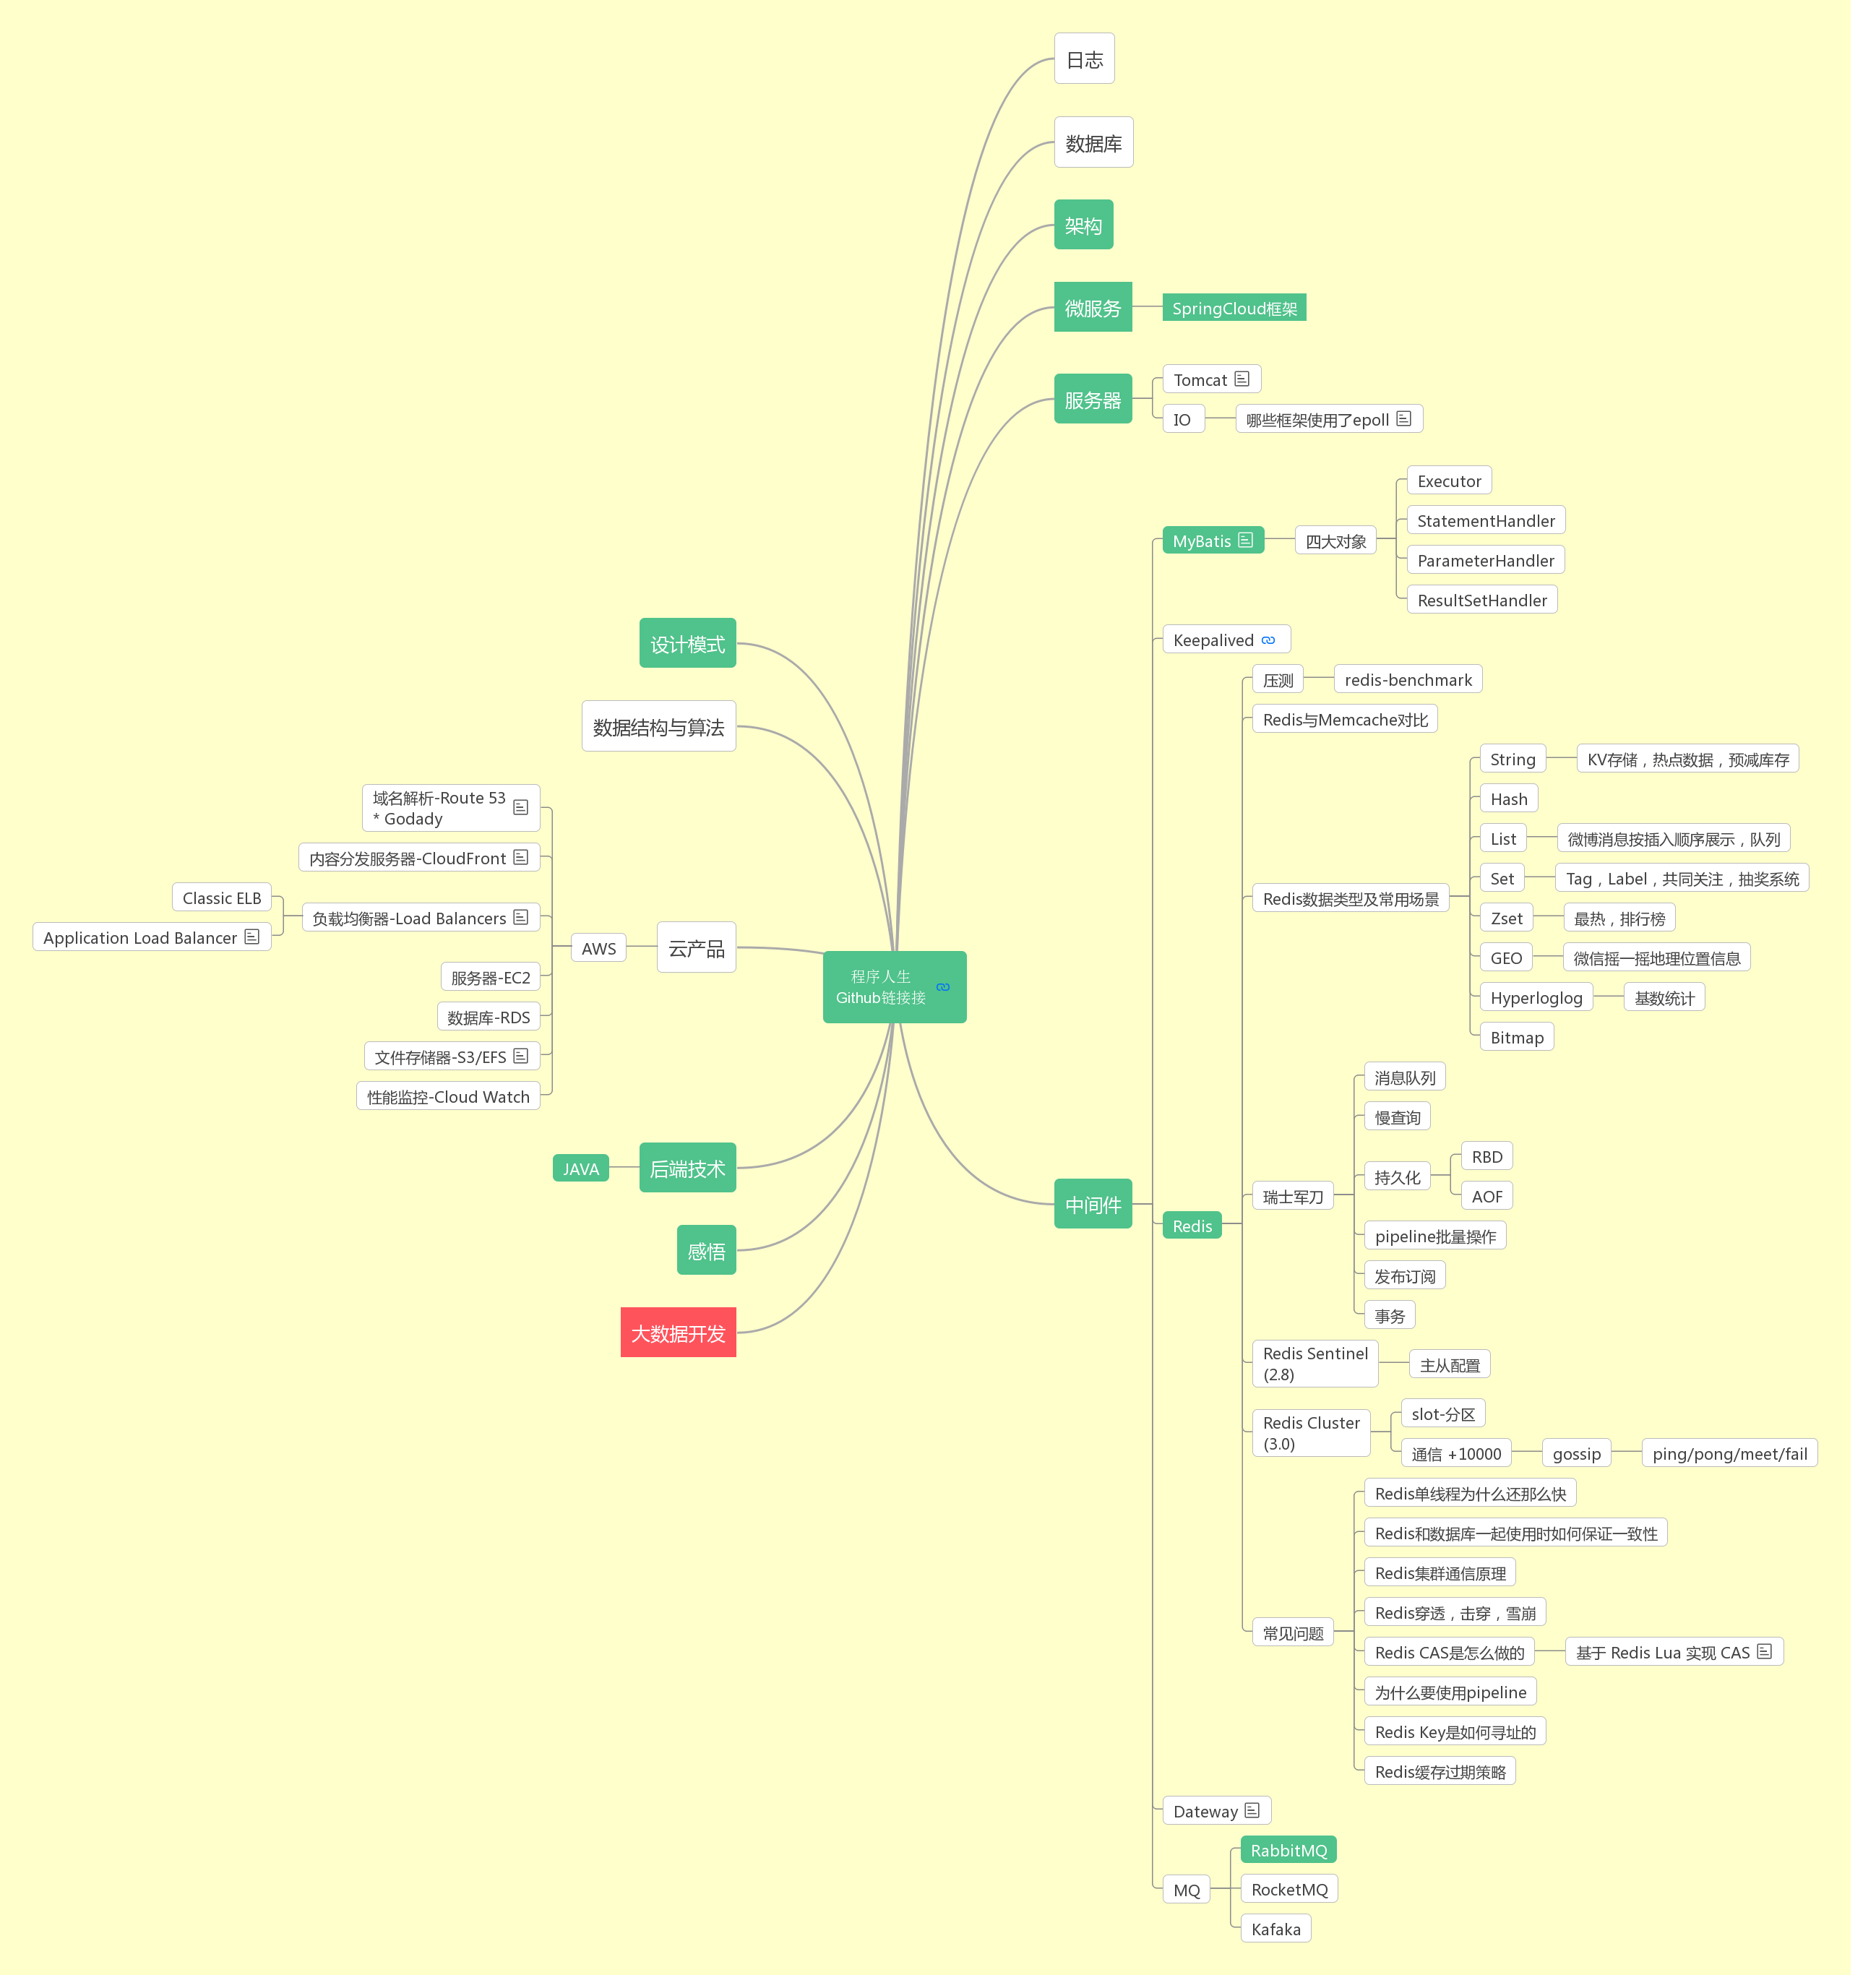 日志
数据库
架构
微服务
SpringCloud框架
服务器
Tomcat
IO
哪些框架使用了epoll
中间件
MyBatis
四大对象
Executor
StatementHandler
ParameterHandler
ResultSetHandler
Keepalived
Redis
压测
redis-benchmark
Redis与Memcache对比
Redis数据类型及常用场景
String
KV存储，热点数据，预减库存
Hash
List
微博消息按插入顺序展示，队列
Set
Tag，Label，共同关注，抽奖系统
Zset
最热，排行榜
GEO
微信摇一摇地理位置信息
Hyperloglog
基数统计
Bitmap
瑞士军刀
消息队列
慢查询
持久化
RBD
AOF
pipeline批量操作
发布订阅
事务
Redis Sentinel
(2.8)
主从配置
Redis Cluster
(3.0)
slot-分区
通信 +10000
gossip
ping/pong/meet/fail
常见问题
Redis单线程为什么还那么快
Redis和数据库一起使用时如何保证一致性
Redis集群通信原理
Redis穿透，击穿，雪崩
Redis CAS是怎么做的
基于 Redis Lua 实现 CAS
为什么要使用pipeline
Redis Key是如何寻址的
Redis缓存过期策略
Dateway
MQ
RabbitMQ
RocketMQ
Kafaka
程序人生
Github链接接
设计模式
数据结构与算法
云产品
AWS
域名解析-Route 53
* Godady
内容分发服务器-CloudFront
负载均衡器-Load Balancers
Classic ELB
Application Load Balancer
服务器-EC2
数据库-RDS
文件存储器-S3/EFS
性能监控-Cloud Watch
后端技术
JAVA
感悟
大数据开发